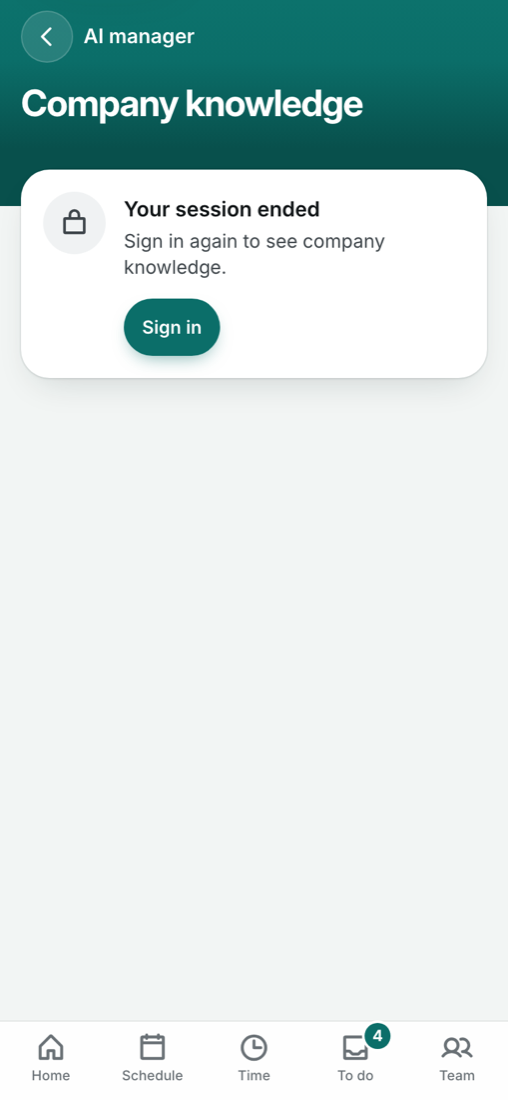 AI manager
Company knowledge
Your session ended
Sign in again to see company
knowledge.
Sign in
4
Home
Schedule
Time
To do
Team